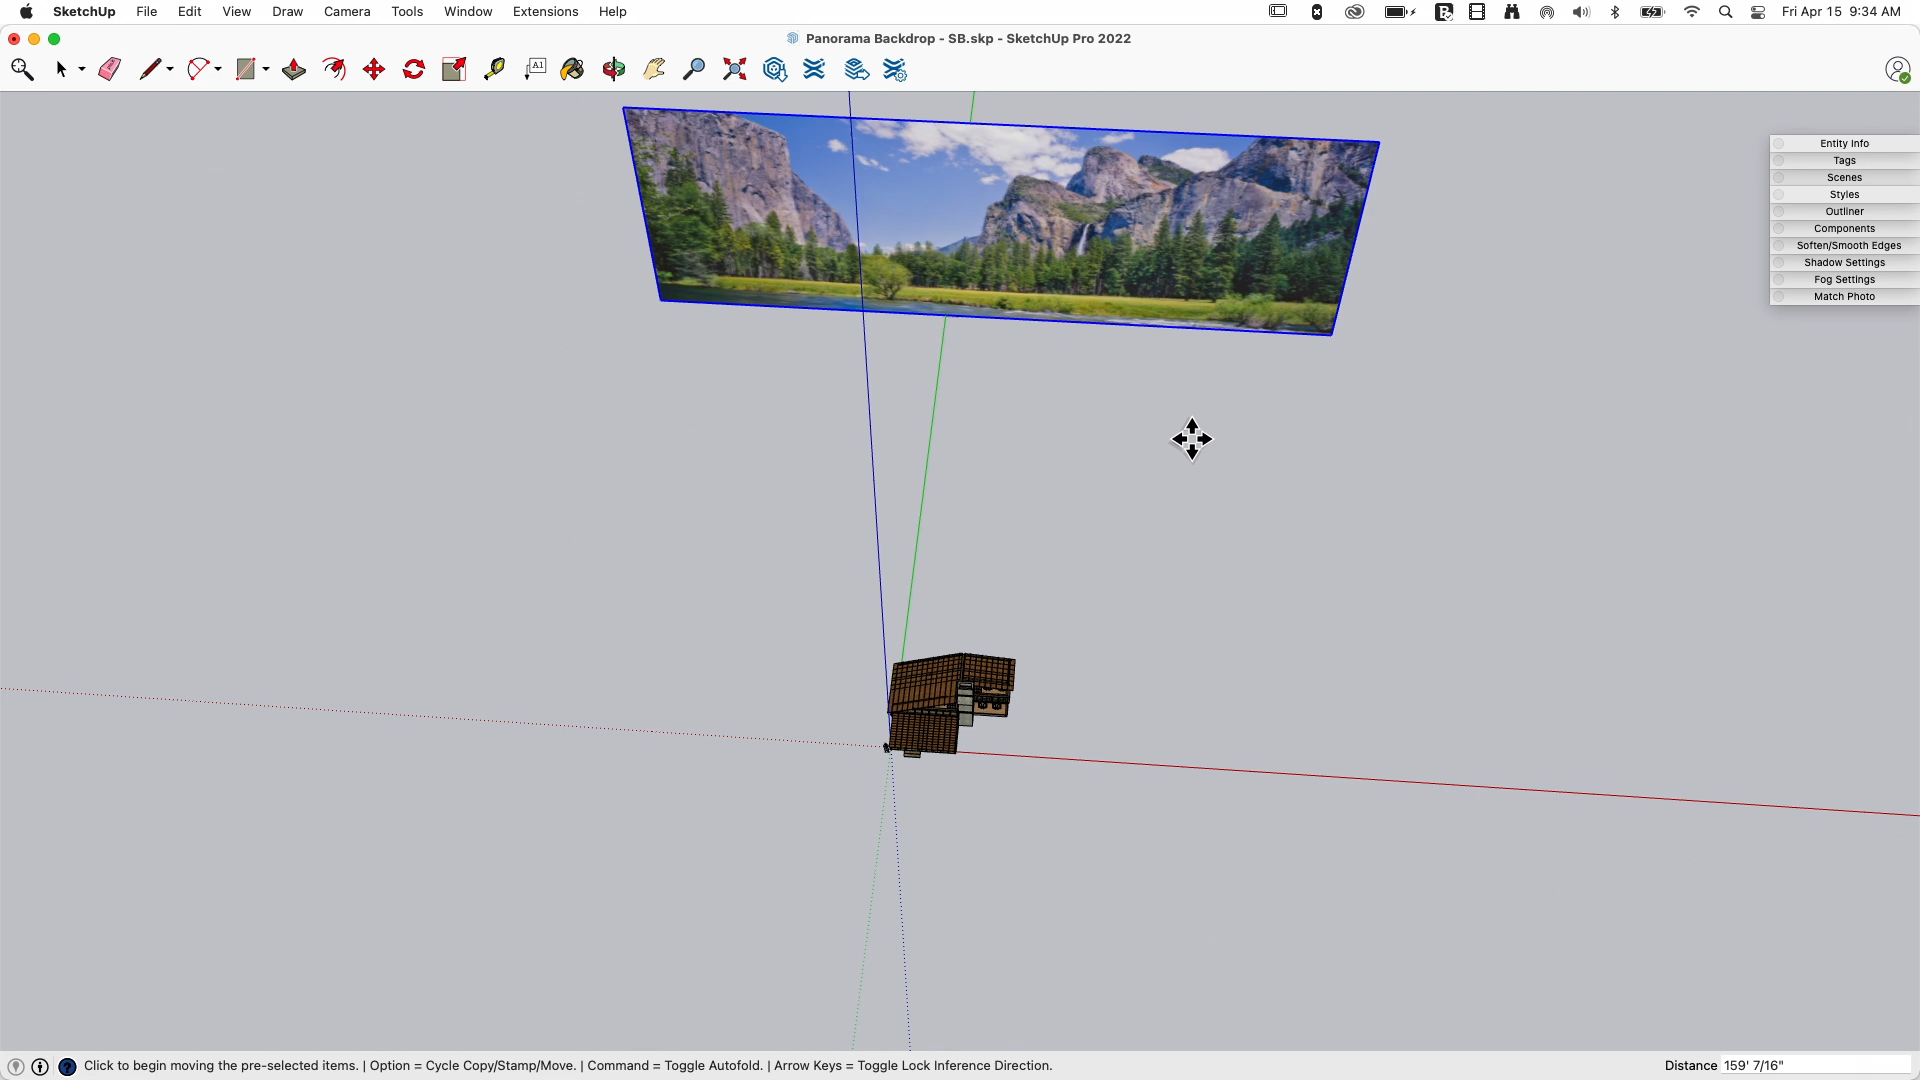 SketchUp File Edit View Draw Camera Tools Window Extensions Help Fri Apr 15 9:34 AM
Panorama Backdrop - SB.skp - SketchUp Pro 2022
A1
Entity Info
Tags
Scenes
Styles
Outliner
Components
Soften/Smooth Edges
Shadow Settings
Fog Settings
Match Photo
Click to begin moving the pre-selected items. | Option = Cycle Copy/Stamp/Move. | Command = Toggle Autofold. | Arrow Keys = Toggle Lock Inference Direction. Distance 159' 7/16"